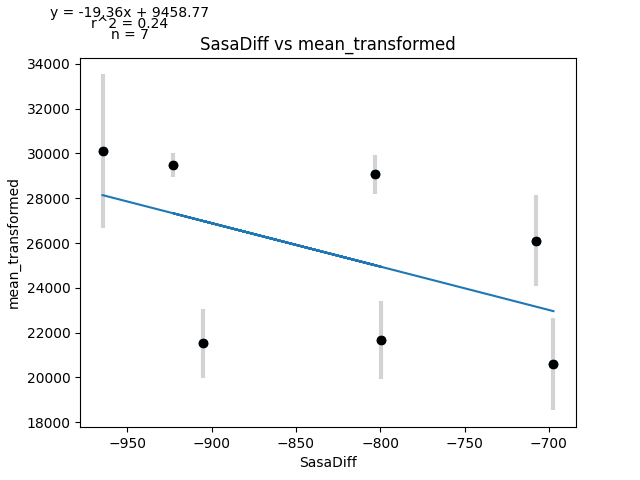 y = -19.36x + 9458.77
r^2 = 0.24
n = 7
SasaDiff vs mean_transformed
34000
32000
30000
28000
26000
24000
22000
20000
18000
mean_transformed
−950
−900
−850
−800
−750
−700
SasaDiff